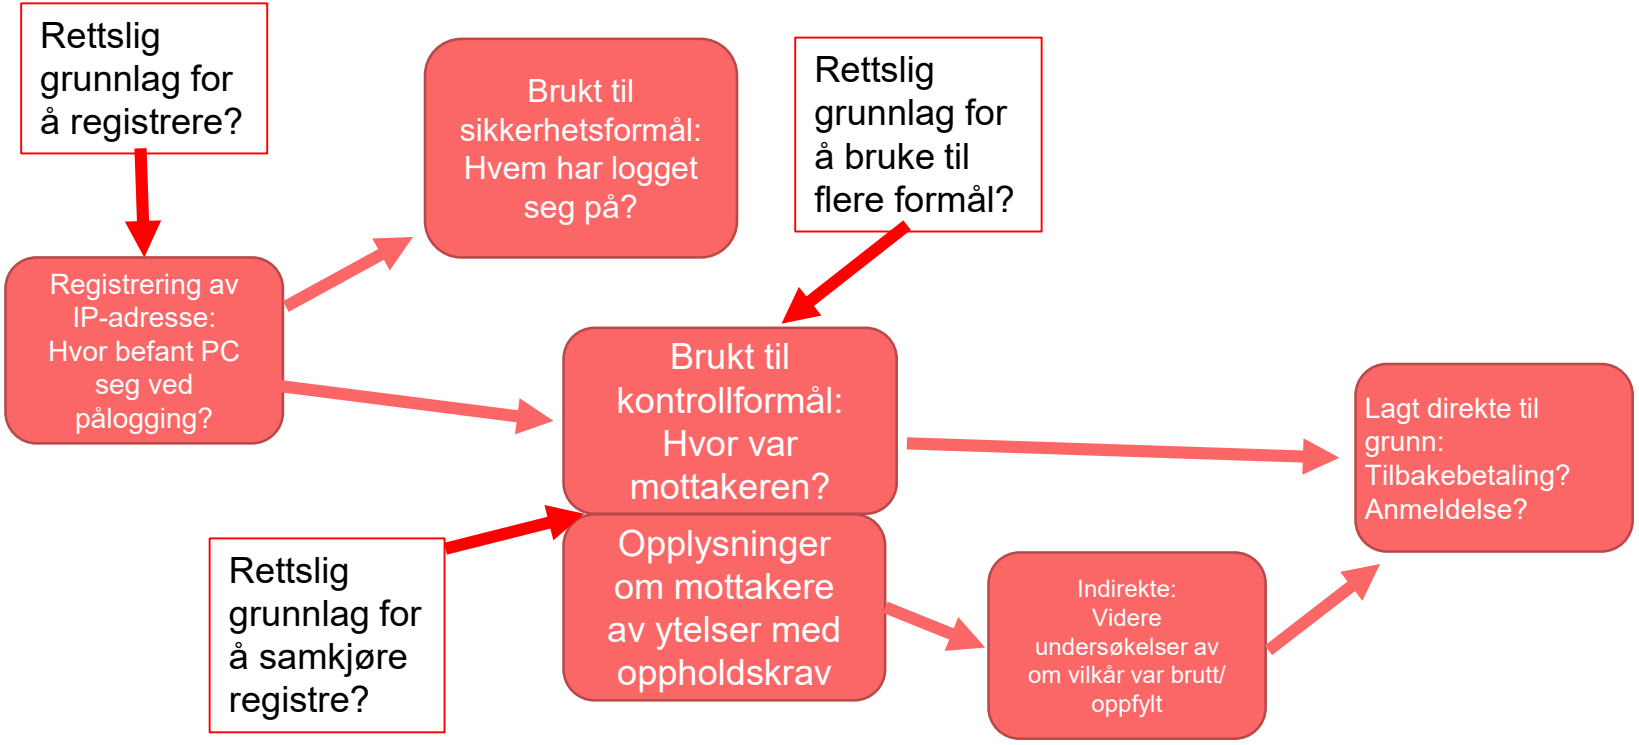 Rettslig
grunnlag for
å registrere?
Brukt til
sikkerhetsformål:
Hvem har logget
seg på?
Rettslig
grunnlag for
å bruke til
flere formål?
Registrering av
IP-adresse:
Hvor befant PC
seg ved
pålogging?
Brukt til
kontrollformål:
Hvor var
mottakeren?
Lagt direkte til
grunn:
Tilbakebetaling?
Anmeldelse?
Rettslig
grunnlag for
å samkjøre
registre?
Opplysninger
om mottakere
av ytelser med
oppholdskrav
Indirekte:
Videre
undersøkelser av
om vilkår var brutt/
oppfylt